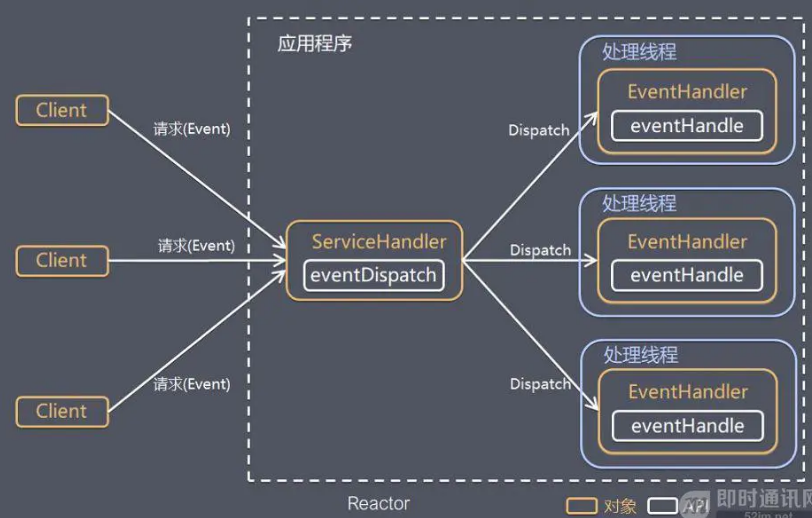 应用程序
处理线程
EventHandler
eventHandle
Client
请求(Event)
Dispatch
处理线程
EventHandler
eventHandle
Client
请求(Event)
ServiceHandler
eventDispatch
Dispatch
处理线程
EventHandler
eventHandle
Client
请求(Event)
Dispatch
Reactor
对象
API
即时通讯网
52im.net